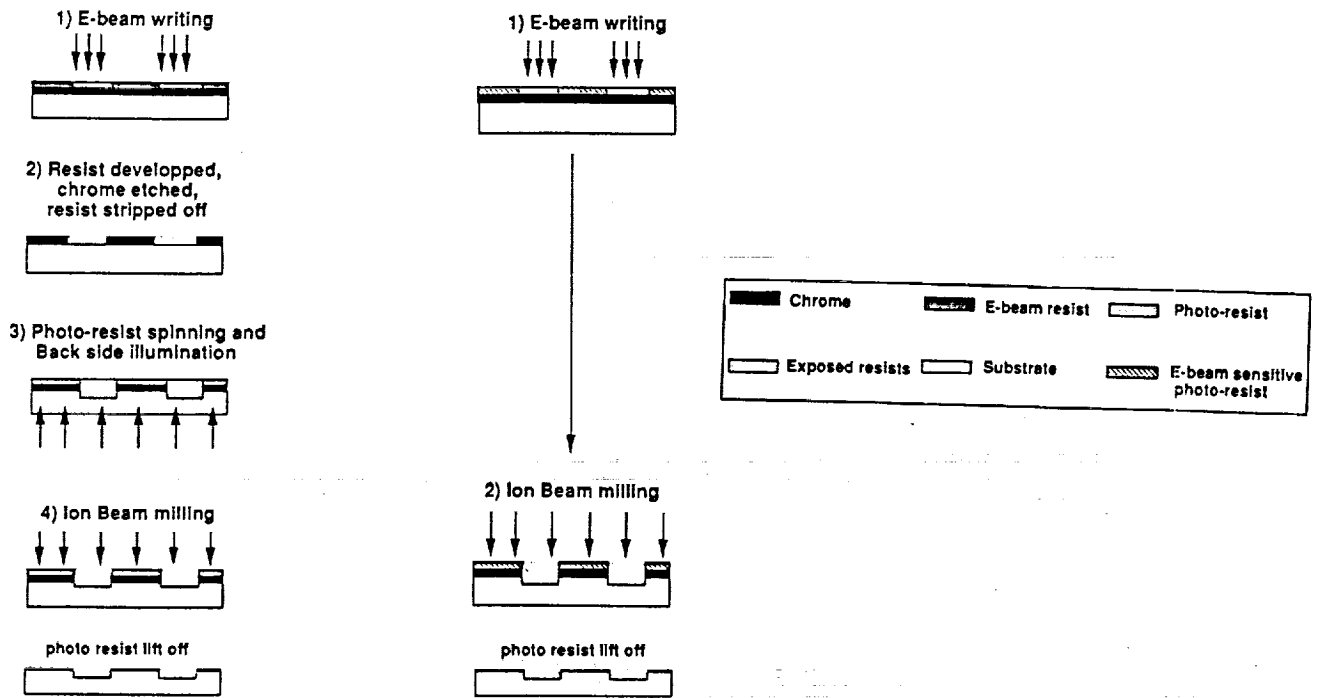 1) E-beam writing
2) Resist developped,
chrome etched,
resist stripped off
3) Photo-resist spinning and
Back side illumination
4) Ion Beam milling
photo resist lift off
1) E-beam writing
2) Ion Beam milling
photo resist lift off
Chrome
E-beam resist
Photo-resist
Exposed resists
Substrate
E-beam sensitive
photo-resist